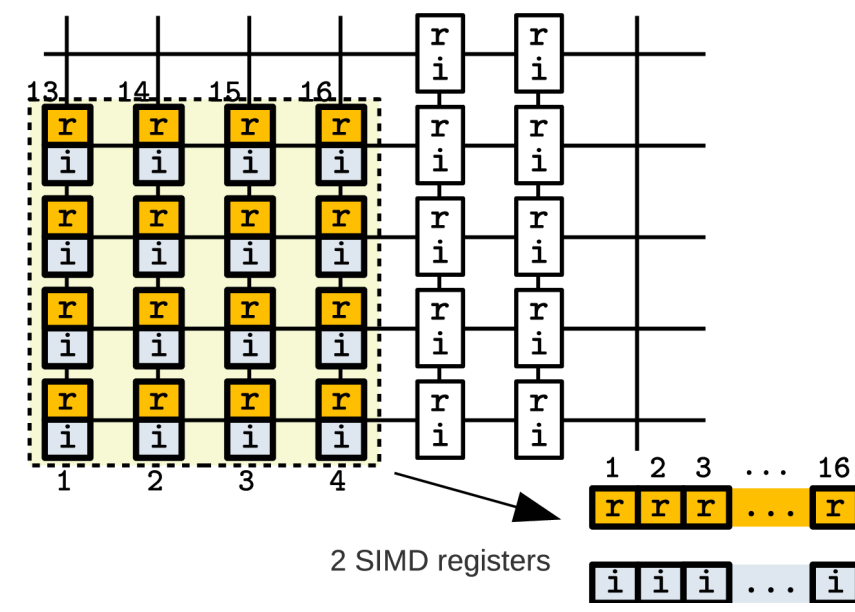 r r
i i
13 14 15 16
r r r r r r
i i i i i i
r r r r r r
i i i i i i
r r r r r r
i i i i i i
r r r r r r
i i i i i i
1 2 3 4
1 2 3 ... 16
r r r ... r
2 SIMD registers
i i i ... i